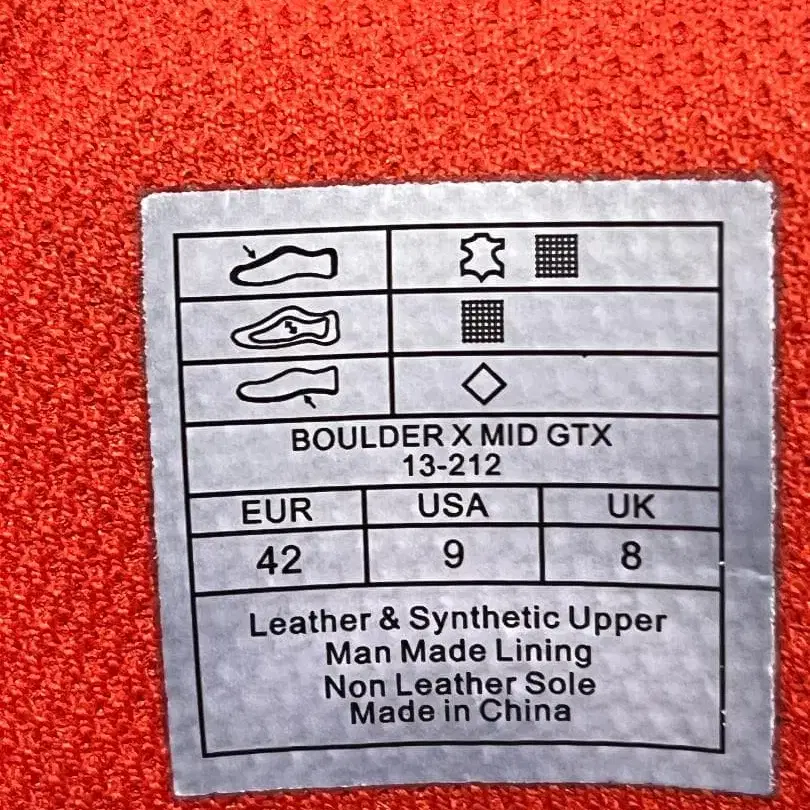 BOULDER X MID GTX
13-212
EUR USA UK
42 9 8
Leather & Synthetic Upper
Man Made Lining
Non Leather Sole
Made in China